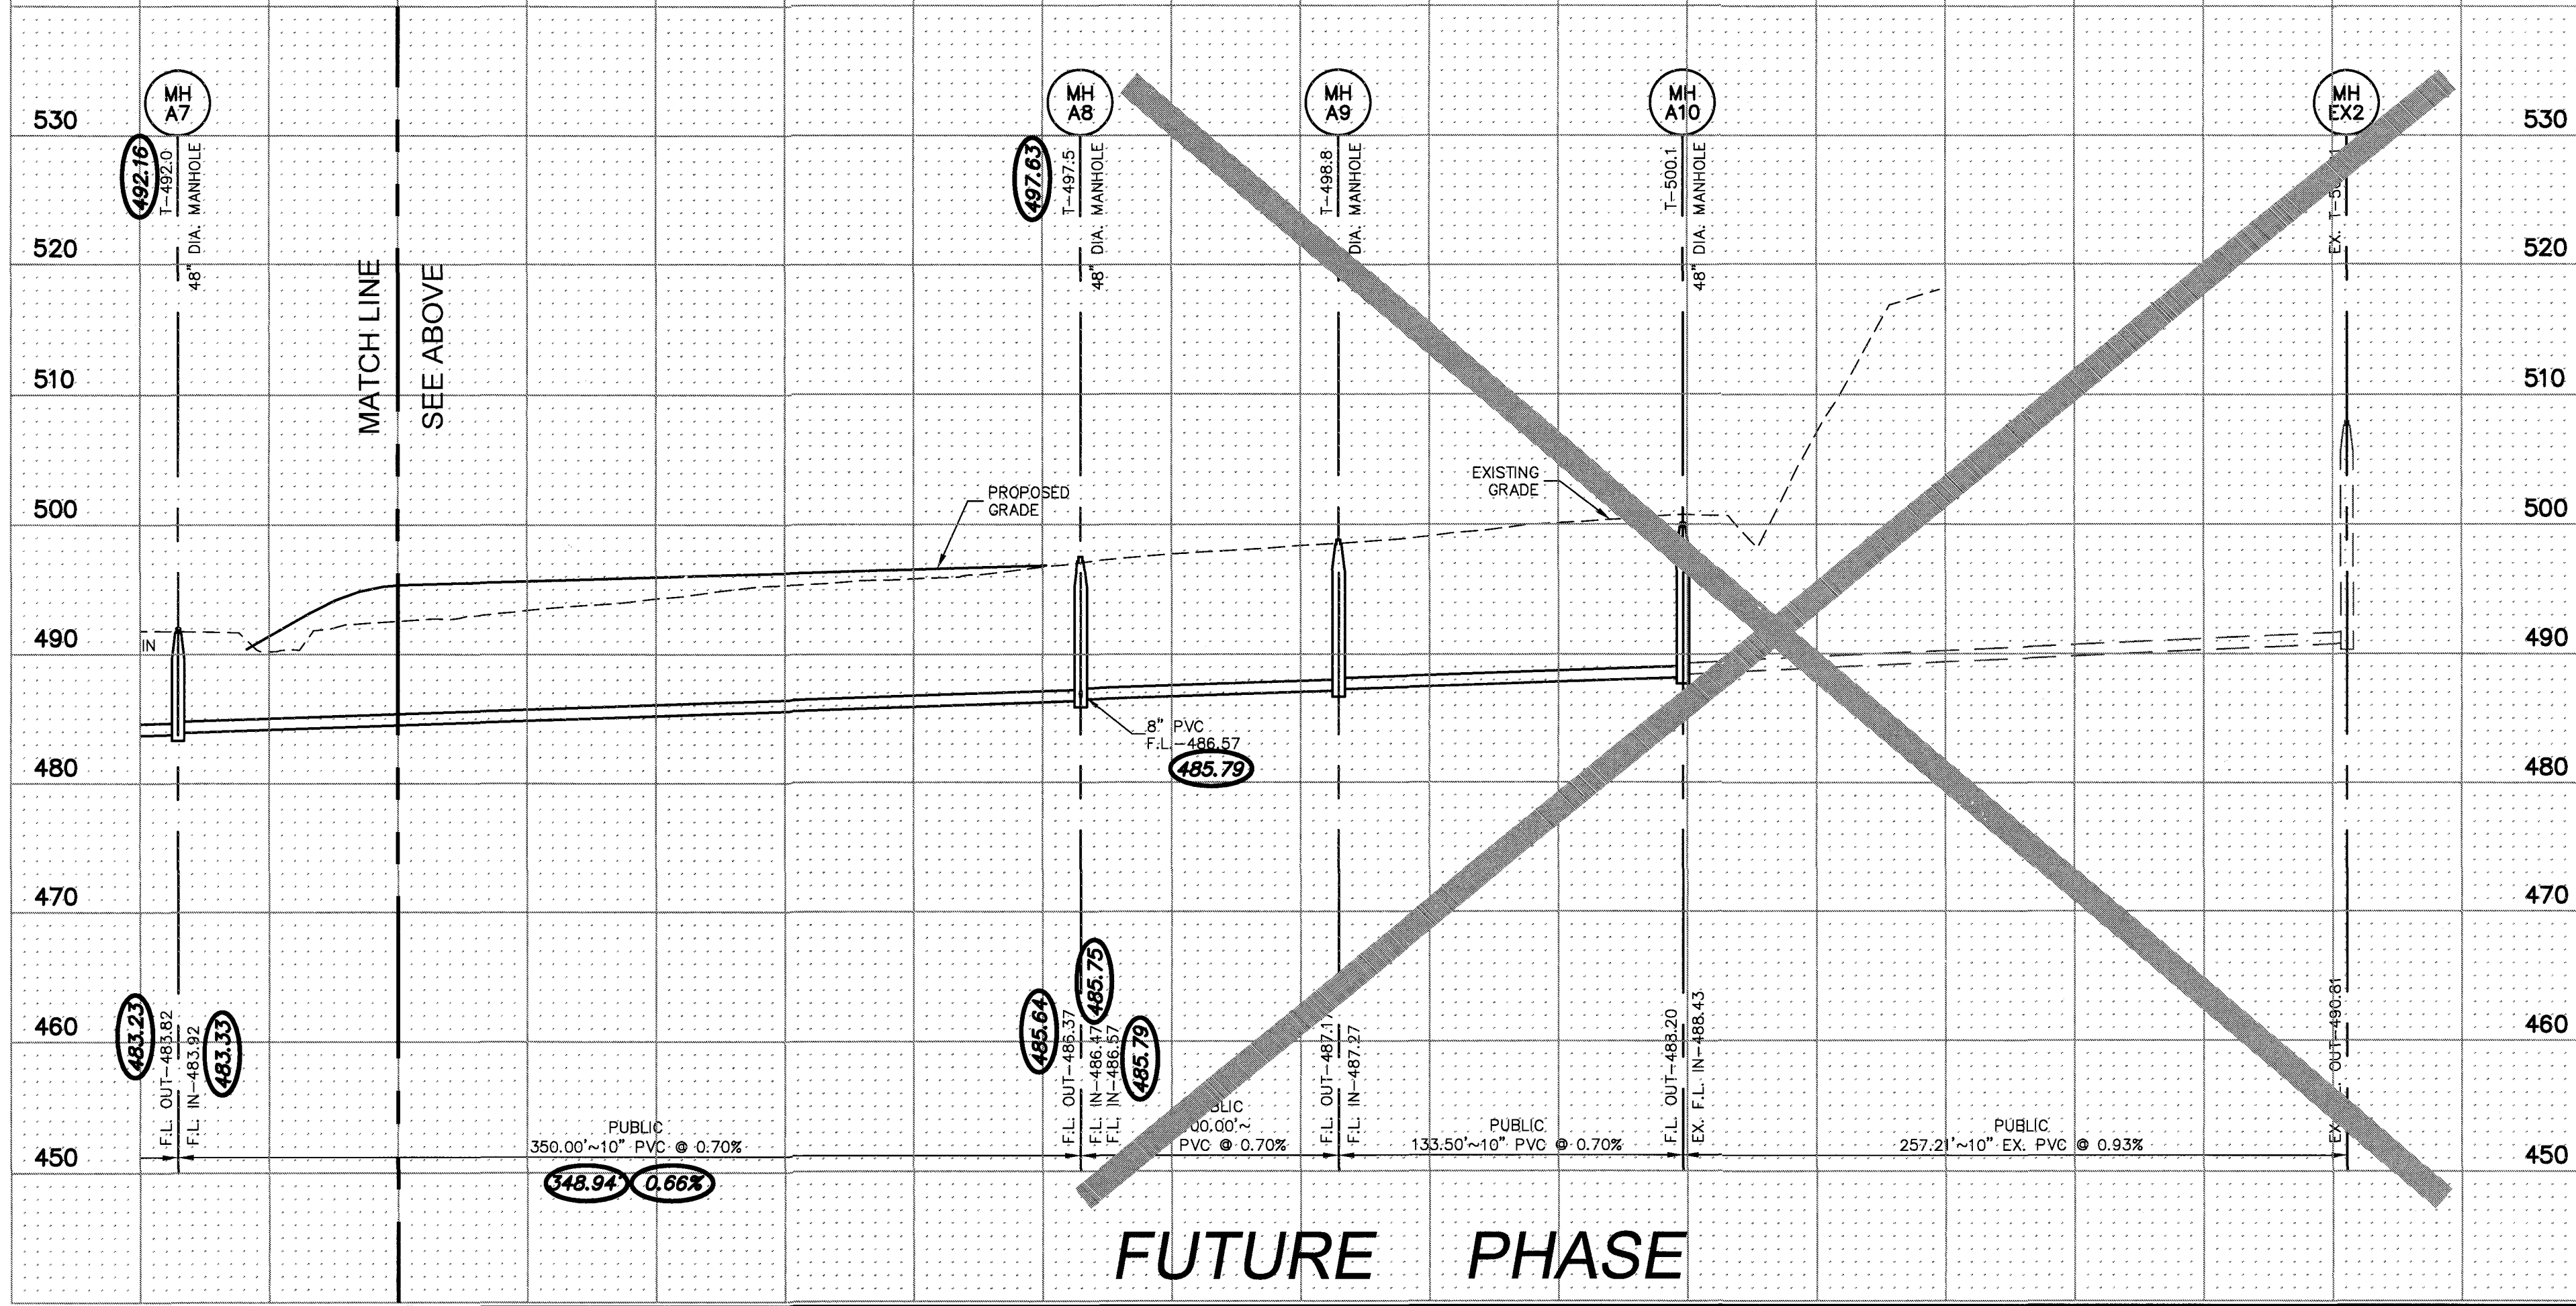 MH
A7
MH
A8
MH
A9
MH
A10
MH
EX2
530
530
492.16
T-492.0
48" DIA. MANHOLE
497.63
T-497.5
48" DIA. MANHOLE
T-498.8
DIA. MANHOLE
T-500.1
48" DIA. MANHOLE
EX.
520
520
MATCH LINE
SEE ABOVE
510
510
500
500
PROPOSED
GRADE
EXISTING
GRADE
490
490
IN
8" PVC
F.L.-486.57
485.79
480
480
470
470
460
460
483.23
F.L. OUT-483.82
F.L. IN-483.92
483.33
485.64
F.L. OUT-486.37
485.75
F.L. IN-486.47
F.L. IN-486.57
485.79
F.L. OUT-487.17
F.L. IN-487.27
F.L. OUT-488.20
EX. F.L. IN-488.43
OUT-490.81
450
450
PUBLIC
350.00'~10" PVC @ 0.70%
348.94' 0.66%
PVC @ 0.70%
PUBLIC
133.50'~10" PVC @ 0.70%
PUBLIC
257.21'~10" EX. PVC @ 0.93%
FUTURE PHASE